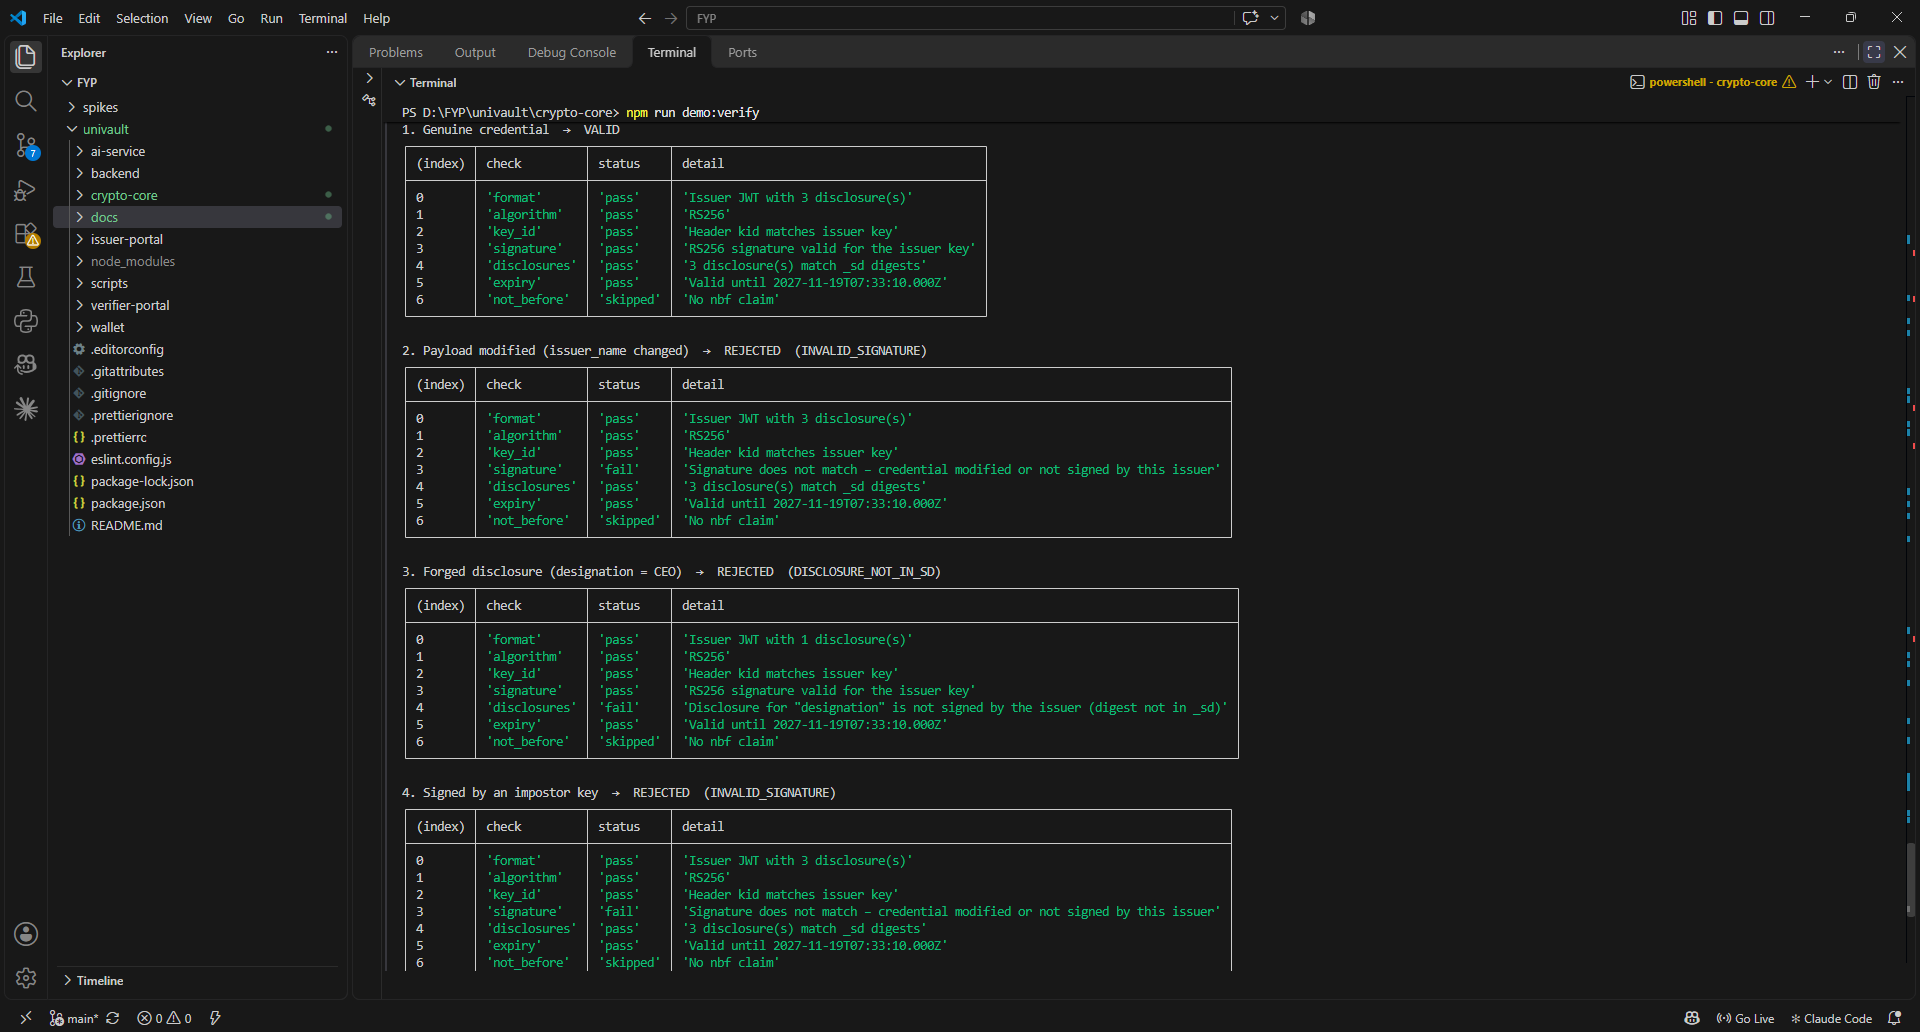 File Edit Selection View Go Run Terminal Help
FYP
Explorer
FYP
spikes
univault
ai-service
backend
crypto-core
docs
issuer-portal
node_modules
scripts
verifier-portal
wallet
.editorconfig
.gitattributes
.gitignore
.prettierignore
{} .prettierrc
eslint.config.js
{} package-lock.json
{} package.json
README.md
Timeline
7
Problems Output Debug Console Terminal Ports
Terminal
powershell - crypto-core
PS D:\FYP\univault\crypto-core> npm run demo:verify
1. Genuine credential → VALID
(index) check status detail
0 'format' 'pass' 'Issuer JWT with 3 disclosure(s)'
1 'algorithm' 'pass' 'RS256'
2 'key_id' 'pass' 'Header kid matches issuer key'
3 'signature' 'pass' 'RS256 signature valid for the issuer key'
4 'disclosures' 'pass' '3 disclosure(s) match _sd digests'
5 'expiry' 'pass' 'Valid until 2027-11-19T07:33:10.000Z'
6 'not_before' 'skipped' 'No nbf claim'
2. Payload modified (issuer_name changed) → REJECTED (INVALID_SIGNATURE)
(index) check status detail
0 'format' 'pass' 'Issuer JWT with 3 disclosure(s)'
1 'algorithm' 'pass' 'RS256'
2 'key_id' 'pass' 'Header kid matches issuer key'
3 'signature' 'fail' 'Signature does not match – credential modified or not signed by this issuer'
4 'disclosures' 'pass' '3 disclosure(s) match _sd digests'
5 'expiry' 'pass' 'Valid until 2027-11-19T07:33:10.000Z'
6 'not_before' 'skipped' 'No nbf claim'
3. Forged disclosure (designation = CEO) → REJECTED (DISCLOSURE_NOT_IN_SD)
(index) check status detail
0 'format' 'pass' 'Issuer JWT with 1 disclosure(s)'
1 'algorithm' 'pass' 'RS256'
2 'key_id' 'pass' 'Header kid matches issuer key'
3 'signature' 'pass' 'RS256 signature valid for the issuer key'
4 'disclosures' 'fail' 'Disclosure for "designation" is not signed by the issuer (digest not in _sd)'
5 'expiry' 'pass' 'Valid until 2027-11-19T07:33:10.000Z'
6 'not_before' 'skipped' 'No nbf claim'
4. Signed by an impostor key → REJECTED (INVALID_SIGNATURE)
(index) check status detail
0 'format' 'pass' 'Issuer JWT with 3 disclosure(s)'
1 'algorithm' 'pass' 'RS256'
2 'key_id' 'pass' 'Header kid matches issuer key'
3 'signature' 'fail' 'Signature does not match – credential modified or not signed by this issuer'
4 'disclosures' 'pass' '3 disclosure(s) match _sd digests'
5 'expiry' 'pass' 'Valid until 2027-11-19T07:33:10.000Z'
6 'not_before' 'skipped' 'No nbf claim'
main* 0 0 Go Live Claude Code